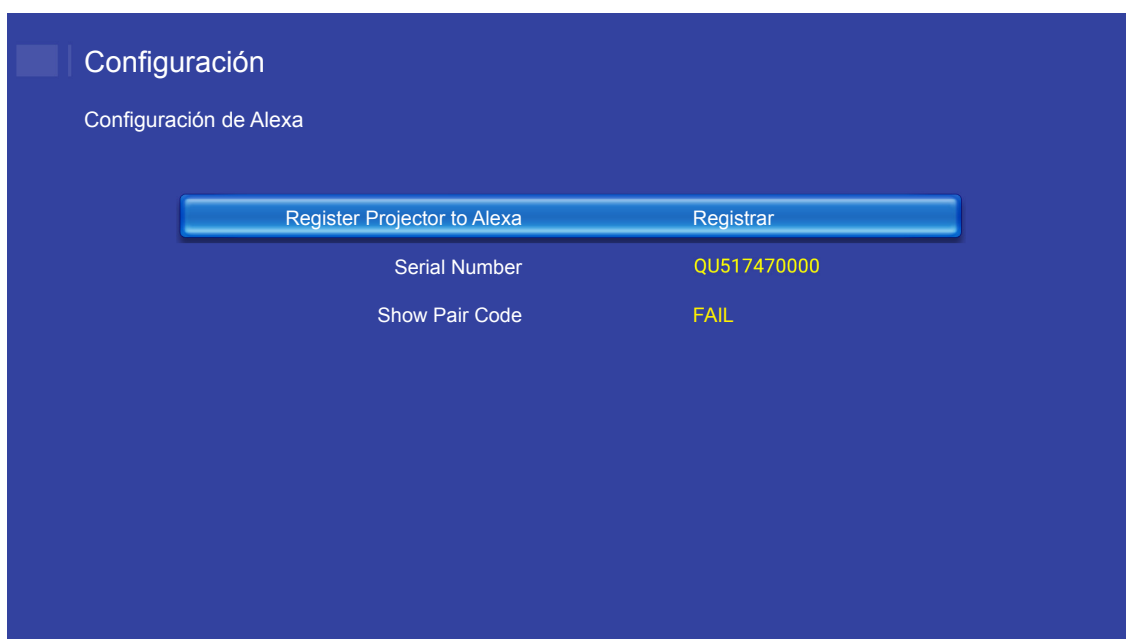 Configuración
Configuración de Alexa
Register Projector to Alexa Registrar
Serial Number QU517470000
Show Pair Code FAIL